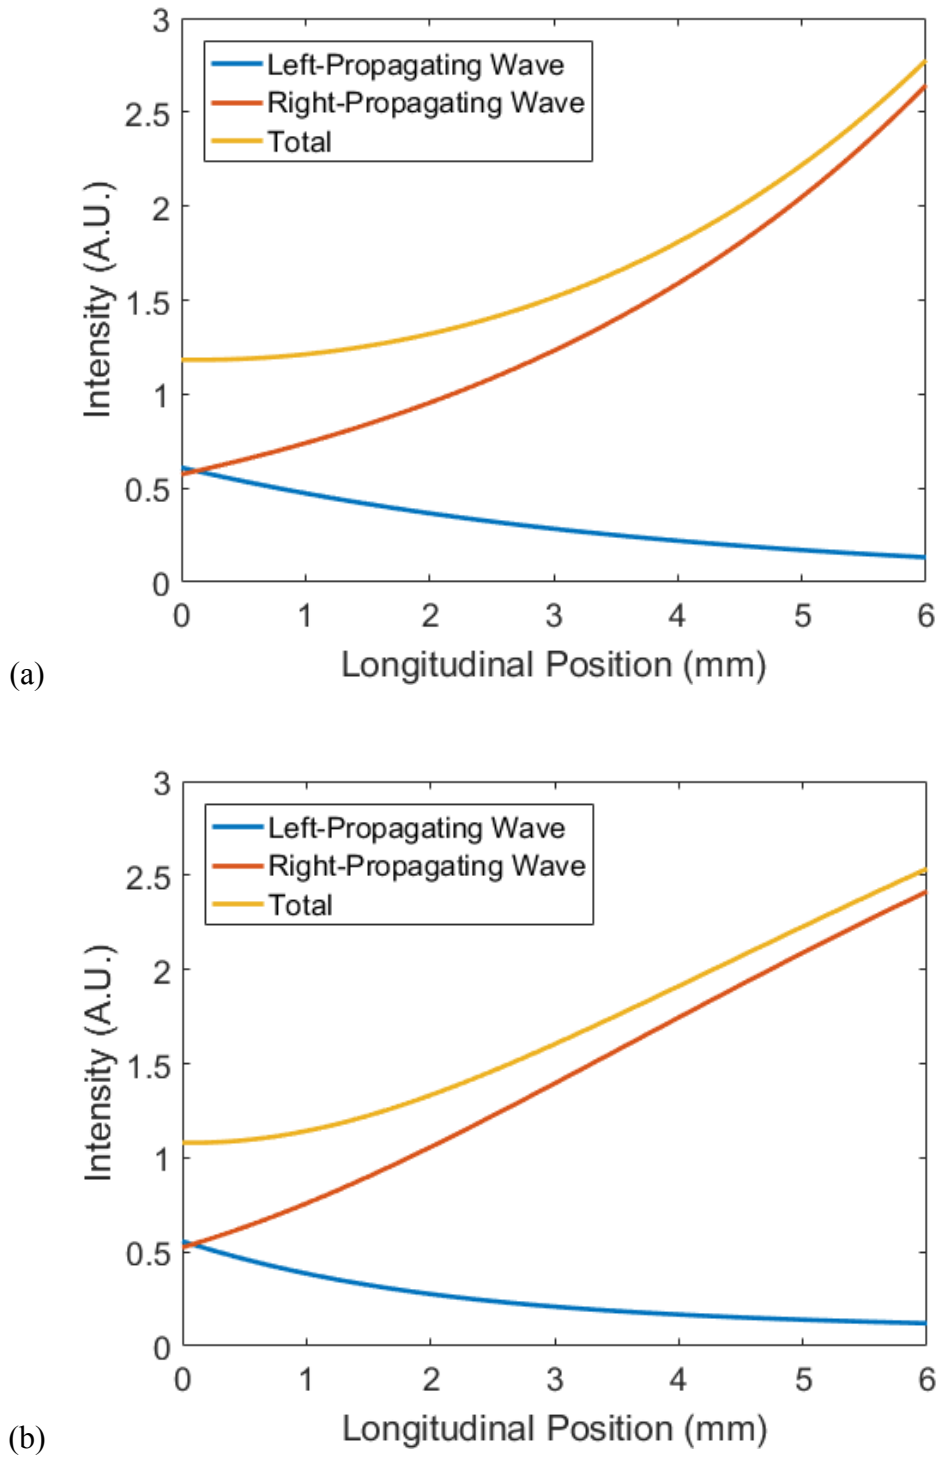 3
2.5
2
1.5
1
0.5
0
Intensity (A.U.)
Left-Propagating Wave
Right-Propagating Wave
Total
0 1 2 3 4 5 6
Longitudinal Position (mm)
(a)
3
2.5
2
1.5
1
0.5
0
Intensity (A.U.)
Left-Propagating Wave
Right-Propagating Wave
Total
0 1 2 3 4 5 6
Longitudinal Position (mm)
(b)